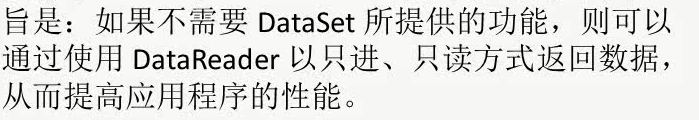 旨是：如果不需要 DataSet 所提供的功能，则可以
通过使用 DataReader 以只进、只读方式返回数据，
从而提高应用程序的性能。